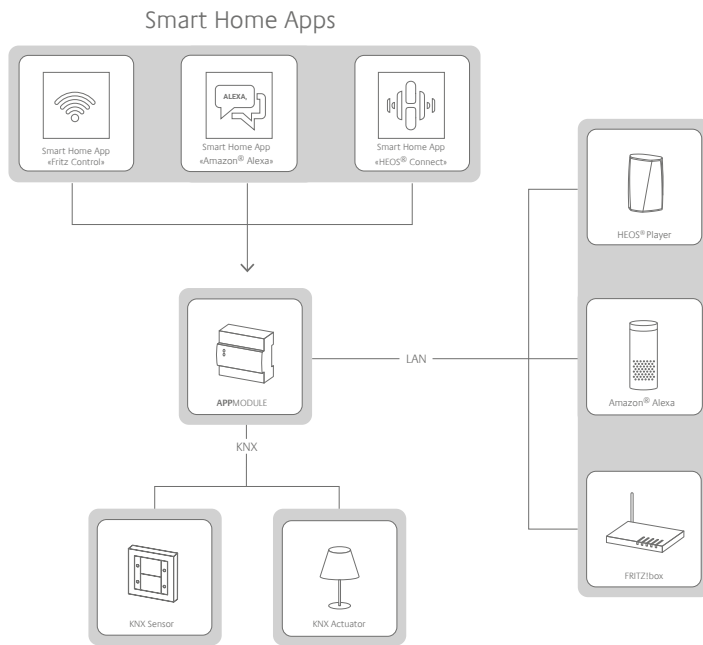 Smart Home Apps
Smart Home App
«Fritz Control»
ALEXA,
Smart Home App
«Amazon® Alexa»
Smart Home App
«HEOS® Connect»
HEOS® Player
APPMODULE
LAN
Amazon® Alexa
KNX
KNX Sensor
KNX Actuator
FRITZ!box